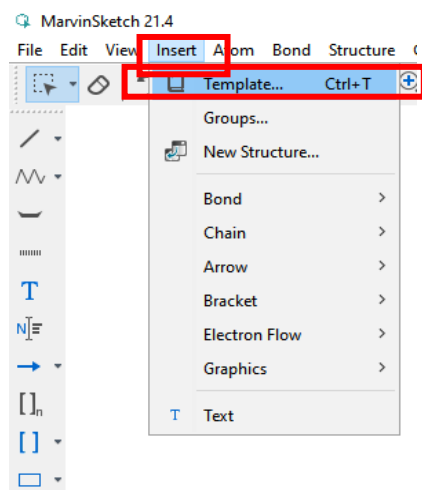 MarvinSketch 21.4
File Edit View Insert Atom Bond Structure
Template... Ctrl+T
Groups...
New Structure...
Bond
Chain
Arrow
Bracket
Electron Flow
Graphics
T Text
T
N
[ ]n
[ ]